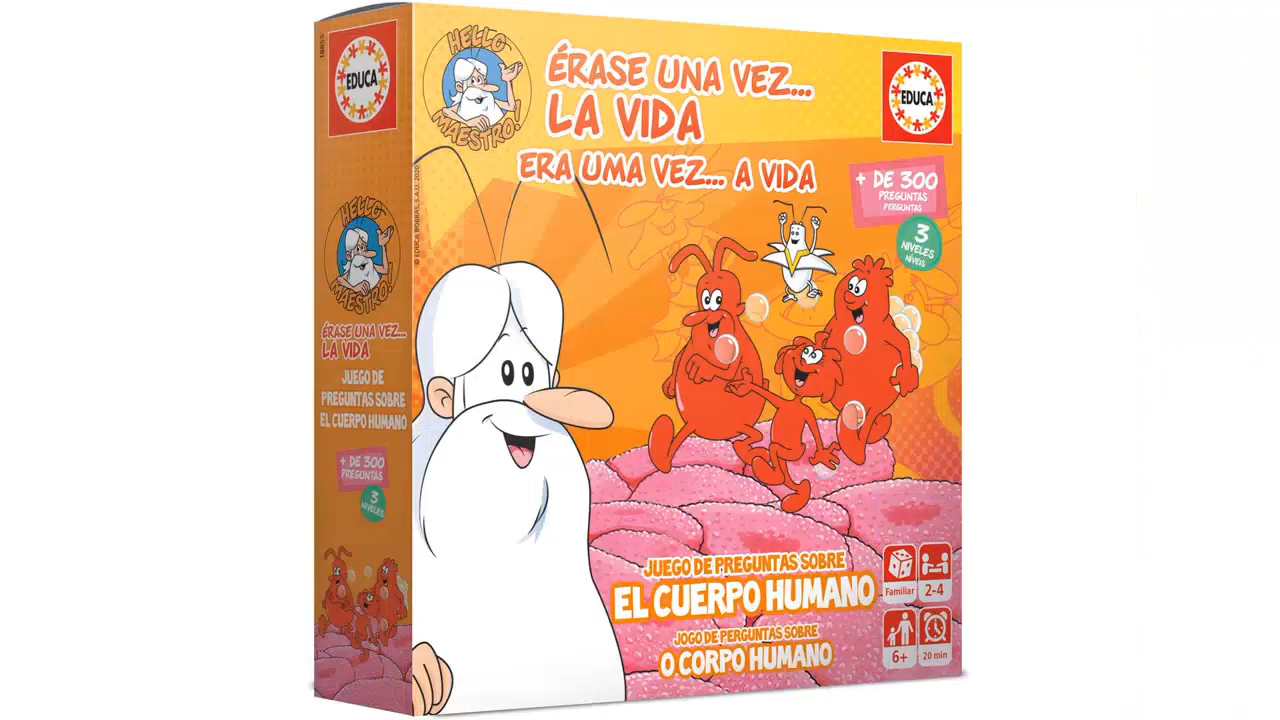 18855
EDUCA
HELLO
MAESTRO!
ÉRASE UNA VEZ...
LA VIDA
JUEGO DE
PREGUNTAS SOBRE
EL CUERPO HUMANO
+ DE 300
PREGUNTAS
3
NIVELES
© EDUCA BORRAS, S.A.U. 2020
HELLO
MAESTRO!
ÉRASE UNA VEZ...
LA VIDA
ERA UMA VEZ... A VIDA
EDUCA
+ DE 300
PREGUNTAS
PERGUNTAS
3
NIVELES
NÍVEIS
JUEGO DE PREGUNTAS SOBRE
EL CUERPO HUMANO
JOGO DE PERGUNTAS SOBRE
O CORPO HUMANO
Familiar
2-4
6+
20 min